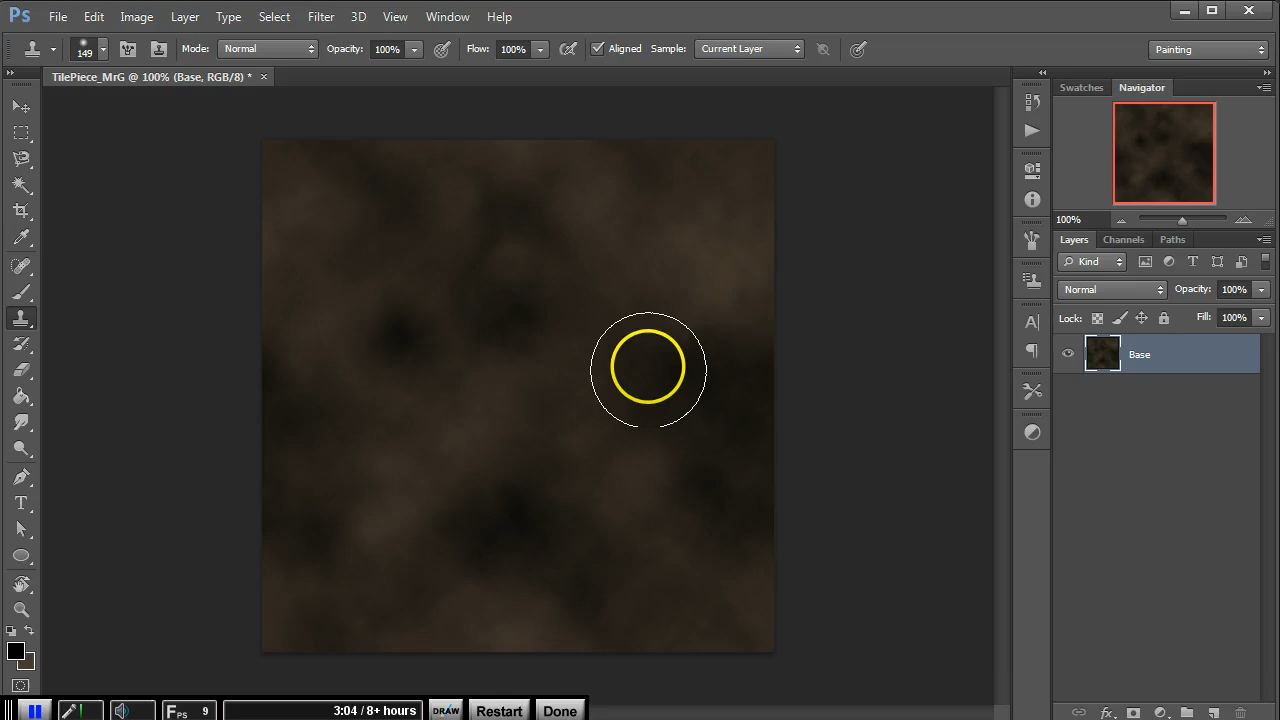 Ps File Edit Image Layer Type Select Filter 3D View Window Help
149 Mode: Normal Opacity: 100% Flow: 100% Aligned Sample: Current Layer Painting
TilePiece_MrG @ 100% (Base, RGB/8) * ×
Swatches Navigator
100%
Layers Channels Paths
Kind T
Normal Opacity: 100%
Lock: Fill: 100%
Base
A
T
fx
FPS 9 3:04 / 8+ hours DRAW Restart Done